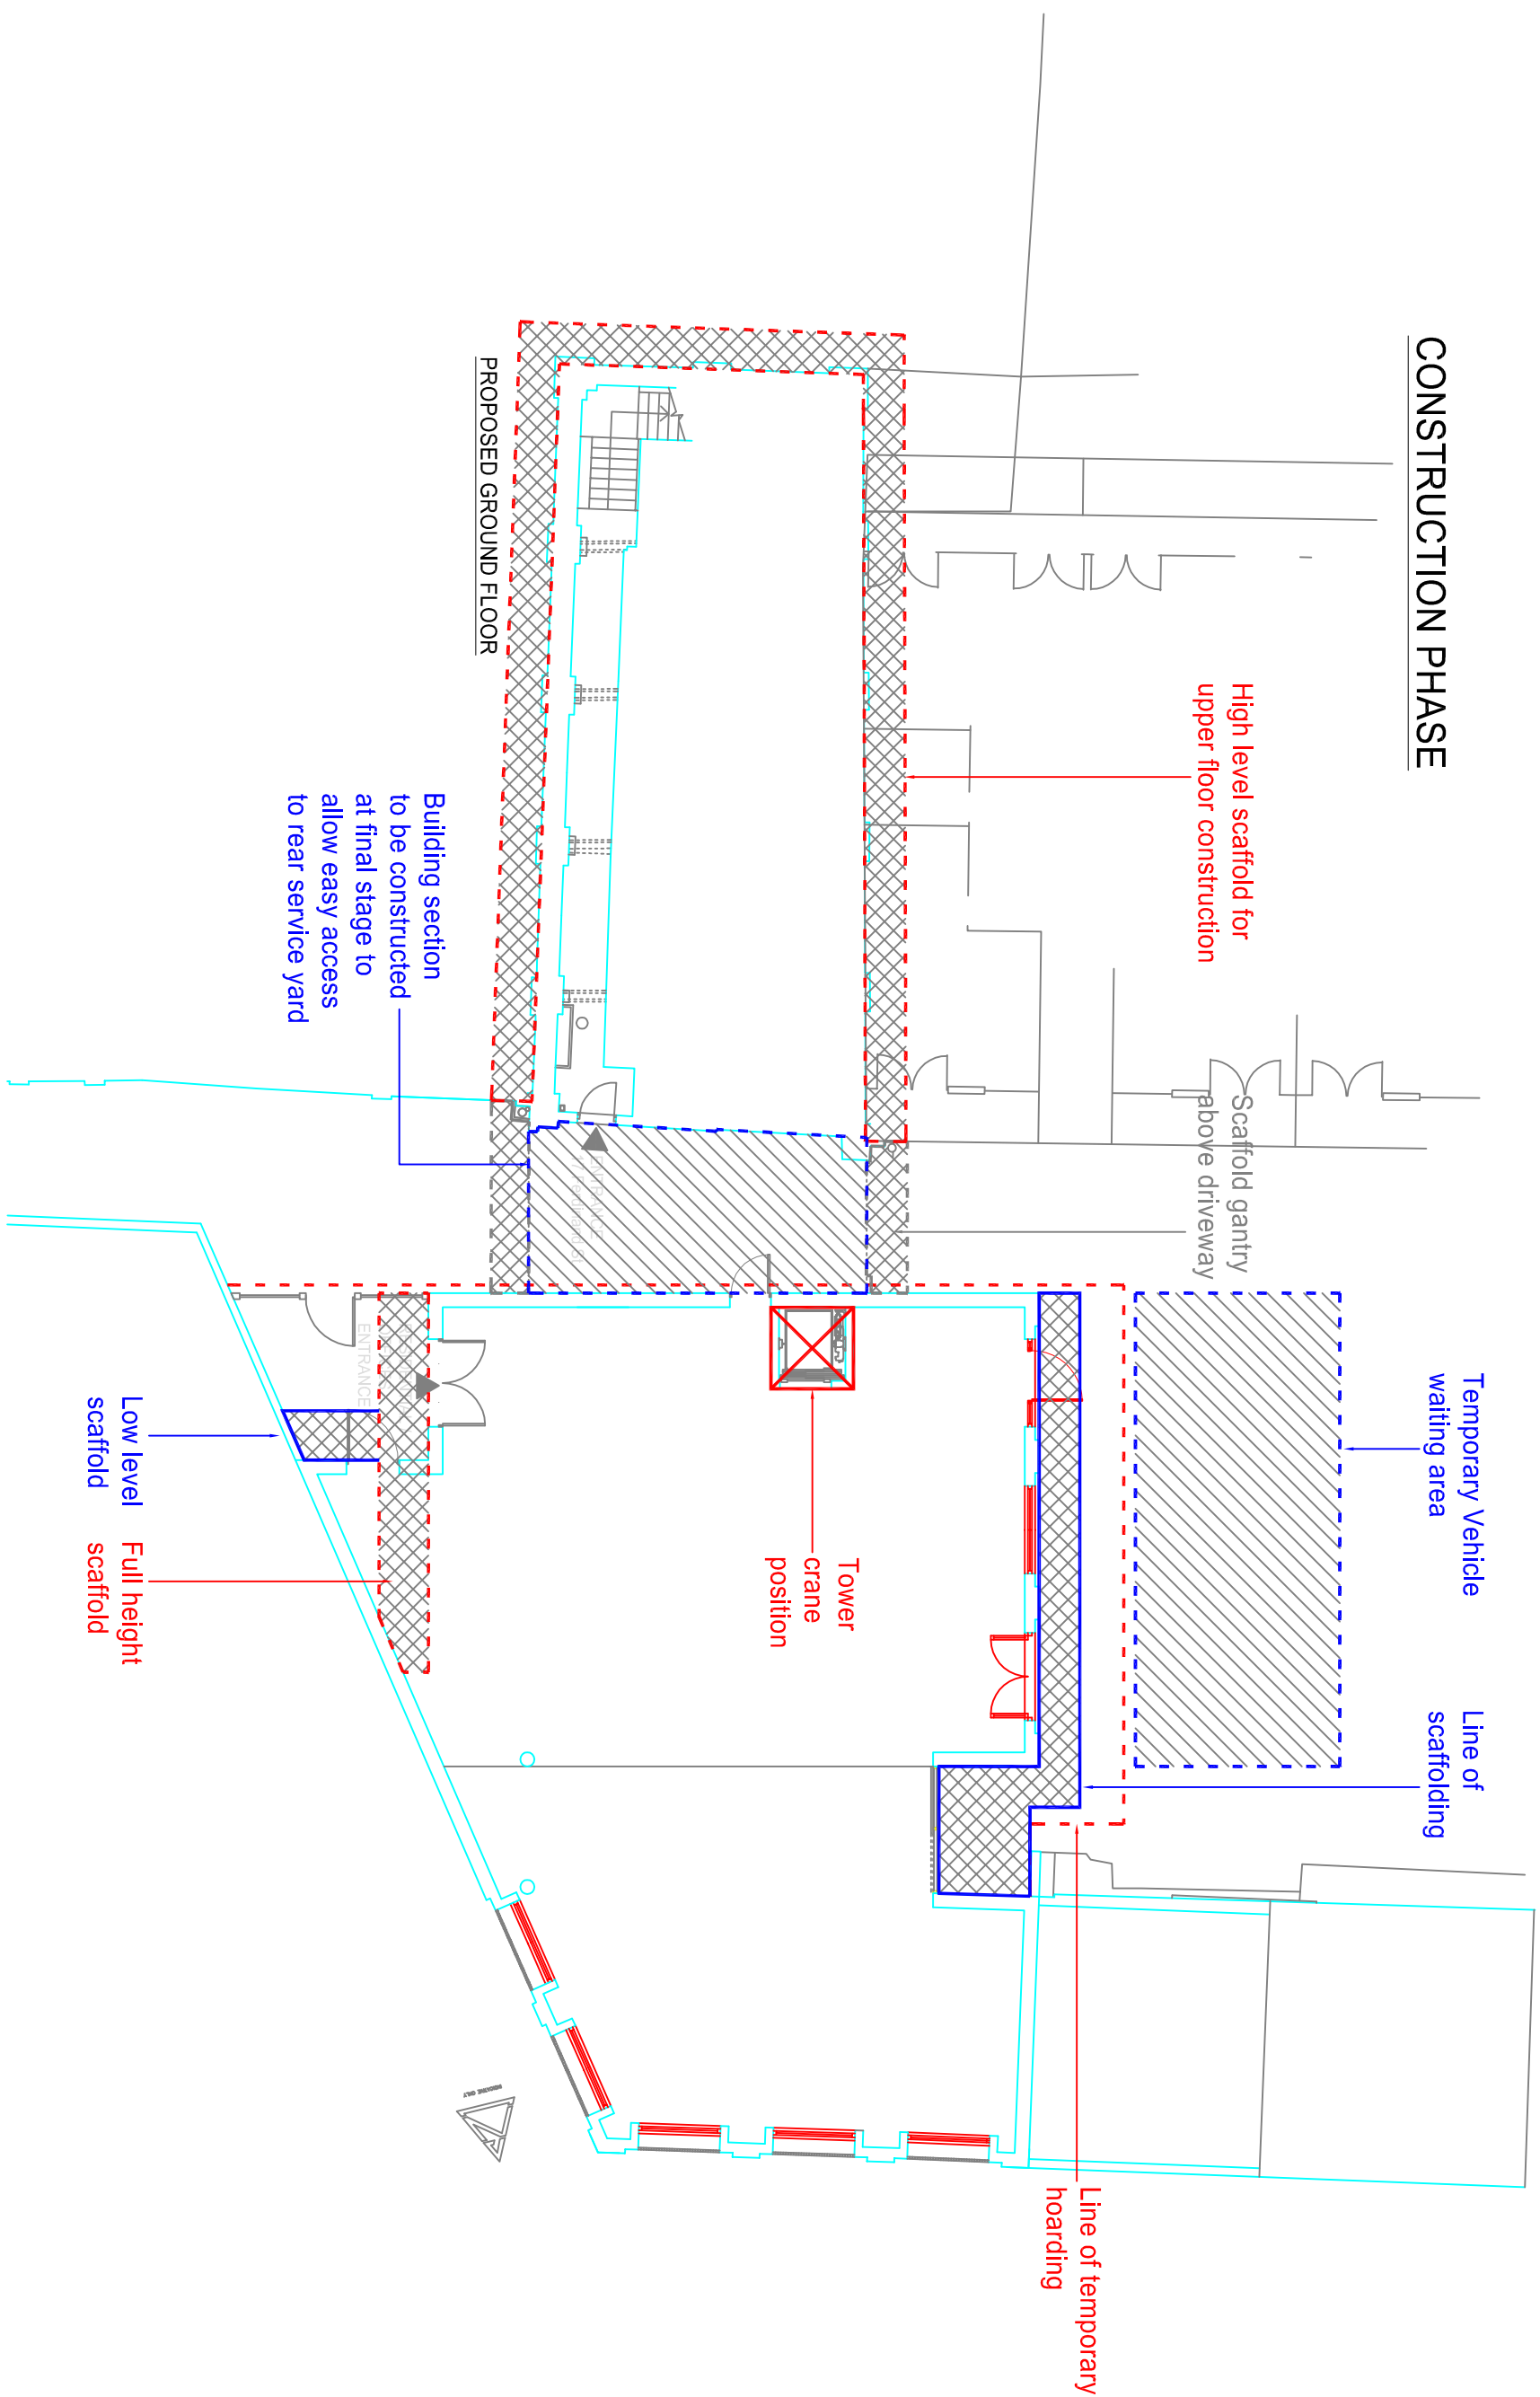 CONSTRUCTION PHASE
High level scaffold for
upper floor construction
Scaffold gantry
above driveway
Temporary Vehicle
waiting area
Line of
scaffolding
Line of temporary
hoarding
Tower
crane
position
PROPOSED GROUND FLOOR
Building section
to be constructed
at final stage to
allow easy access
to rear service yard
ENTRANCE
ENTRANCE
Low level
scaffold
Full height
scaffold